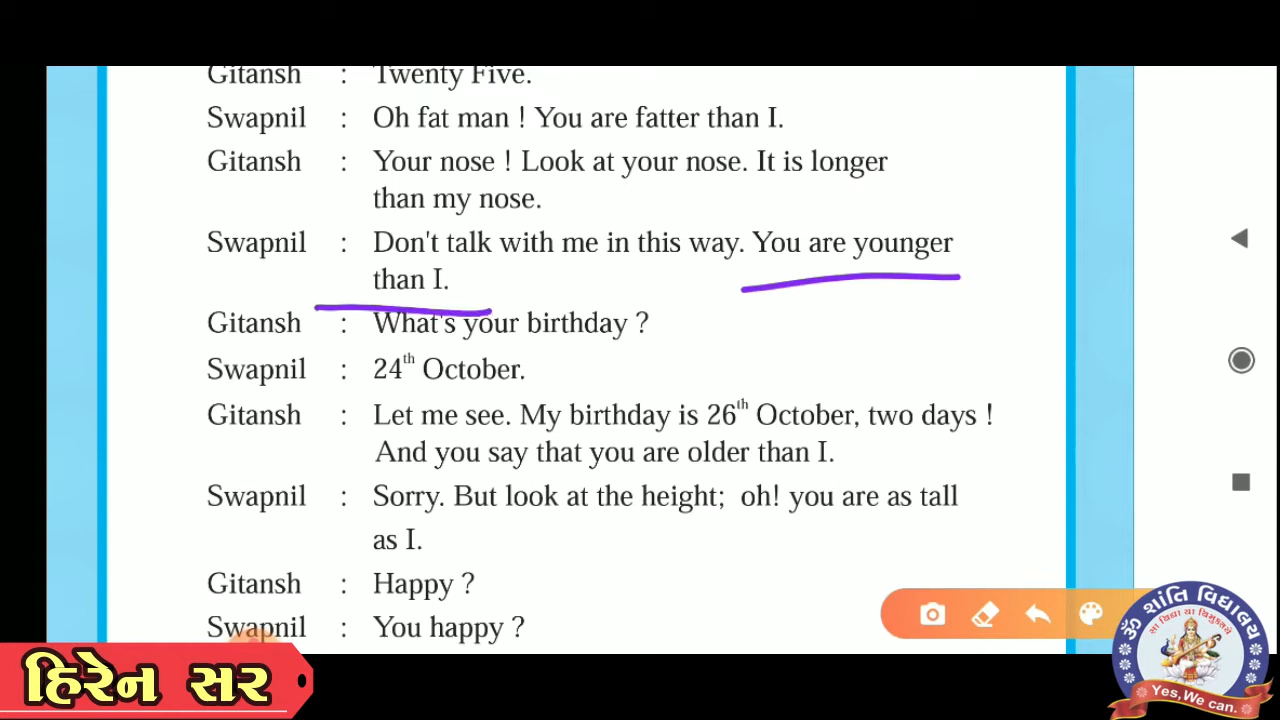 Gitansh : Twenty Five.
Swapnil : Oh fat man ! You are fatter than I.
Gitansh : Your nose ! Look at your nose. It is longer
than my nose.
Swapnil : Don't talk with me in this way. You are younger
than I.
Gitansh : What's your birthday ?
Swapnil : 24th October.
Gitansh : Let me see. My birthday is 26th October, two days !
And you say that you are older than I.
Swapnil : Sorry. But look at the height; oh! you are as tall
as I.
Gitansh : Happy ?
Swapnil : You happy ?
હિરેન સર
ૐ શાંતિ વિદ્યાલય
सा विद्या या विमुक्तये
Yes, We can.